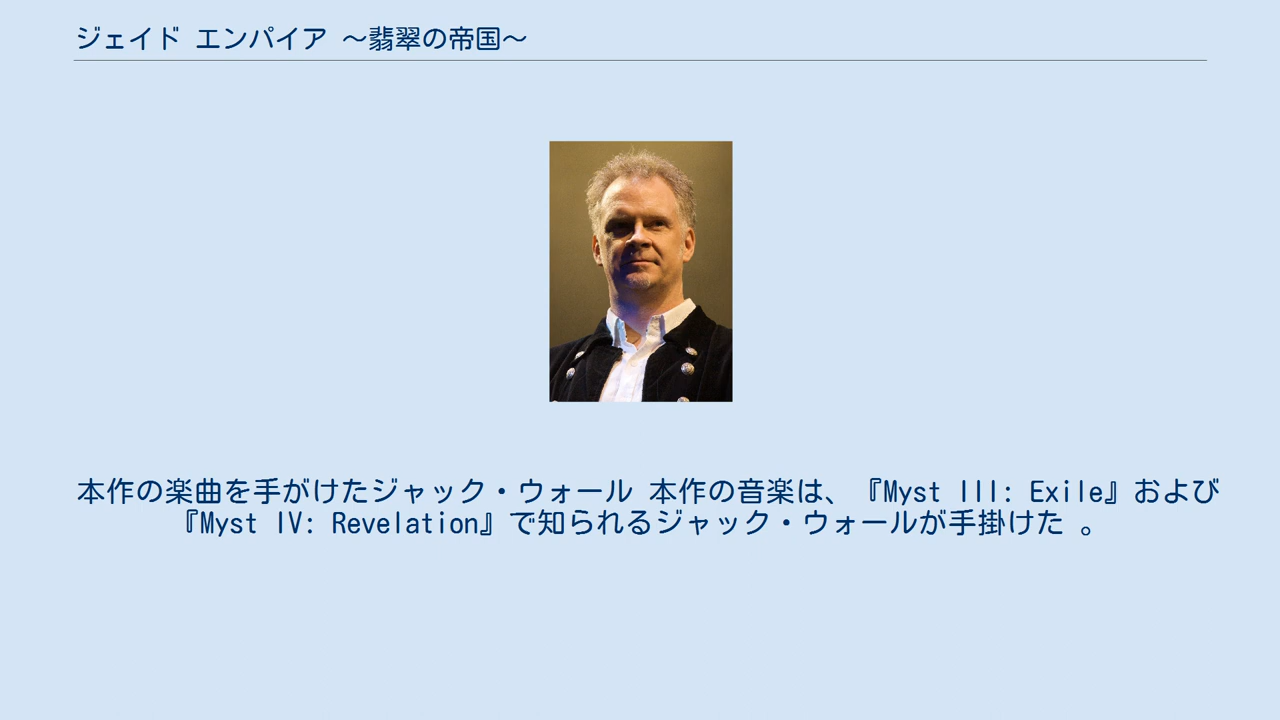 ジェイド エンパイア ～翡翠の帝国～
本作の楽曲を手がけたジャック・ウォール 本作の音楽は、『Myst III: Exile』および
『Myst IV: Revelation』で知られるジャック・ウォールが手掛けた 。